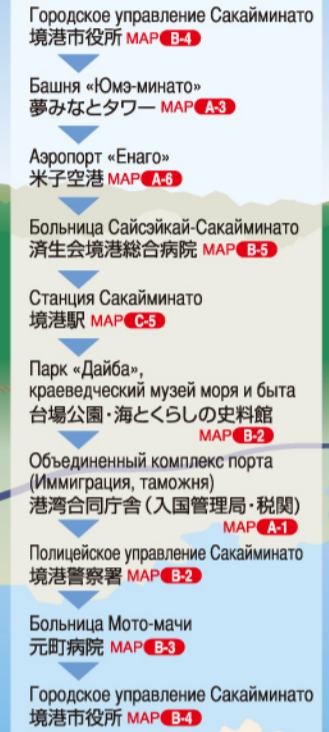 Городское управление Сакайминато
境港市役所 MAP B-4
Башня «Юмэ-минато»
夢みなとタワー MAP A-3
Аэропорт «Енаго»
米子空港 MAP A-6
Больница Сайсэйкай-Сакайминато
済生会境港総合病院 MAP B-5
Станция Сакайминато
境港駅 MAP C-5
Парк «Дайба»,
краеведческий музей моря и быта
台場公園・海とくらしの史料館
MAP B-2
Объединенный комплекс порта
(Иммиграция, таможня)
港湾合同庁舎（入国管理局・税関）
MAP A-1
Полицейское управление Сакайминато
境港警察署 MAP B-2
Больница Мото-мачи
元町病院 MAP B-3
Городское управление Сакайминато
境港市役所 MAP B-4